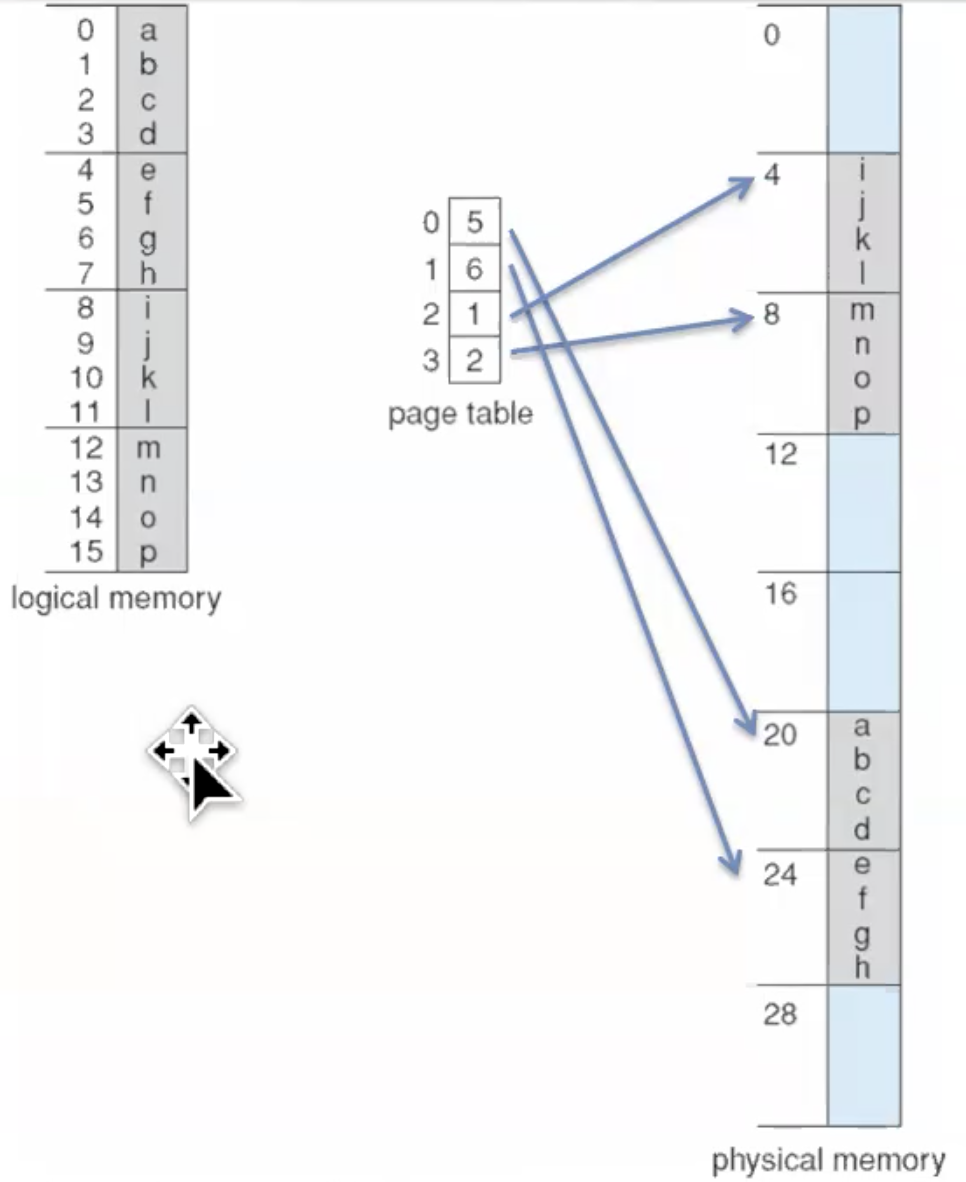 0 a
1 b
2 c
3 d
4 e
5 f
6 g
7 h
8 i
9 j
10 k
11 l
12 m
13 n
14 o
15 p
logical memory
0 5
1 6
2 1
3 2
page table
0
4 i
j
k
l
8 m
n
o
p
12
16
20 a
b
c
d
24 e
f
g
h
28
physical memory